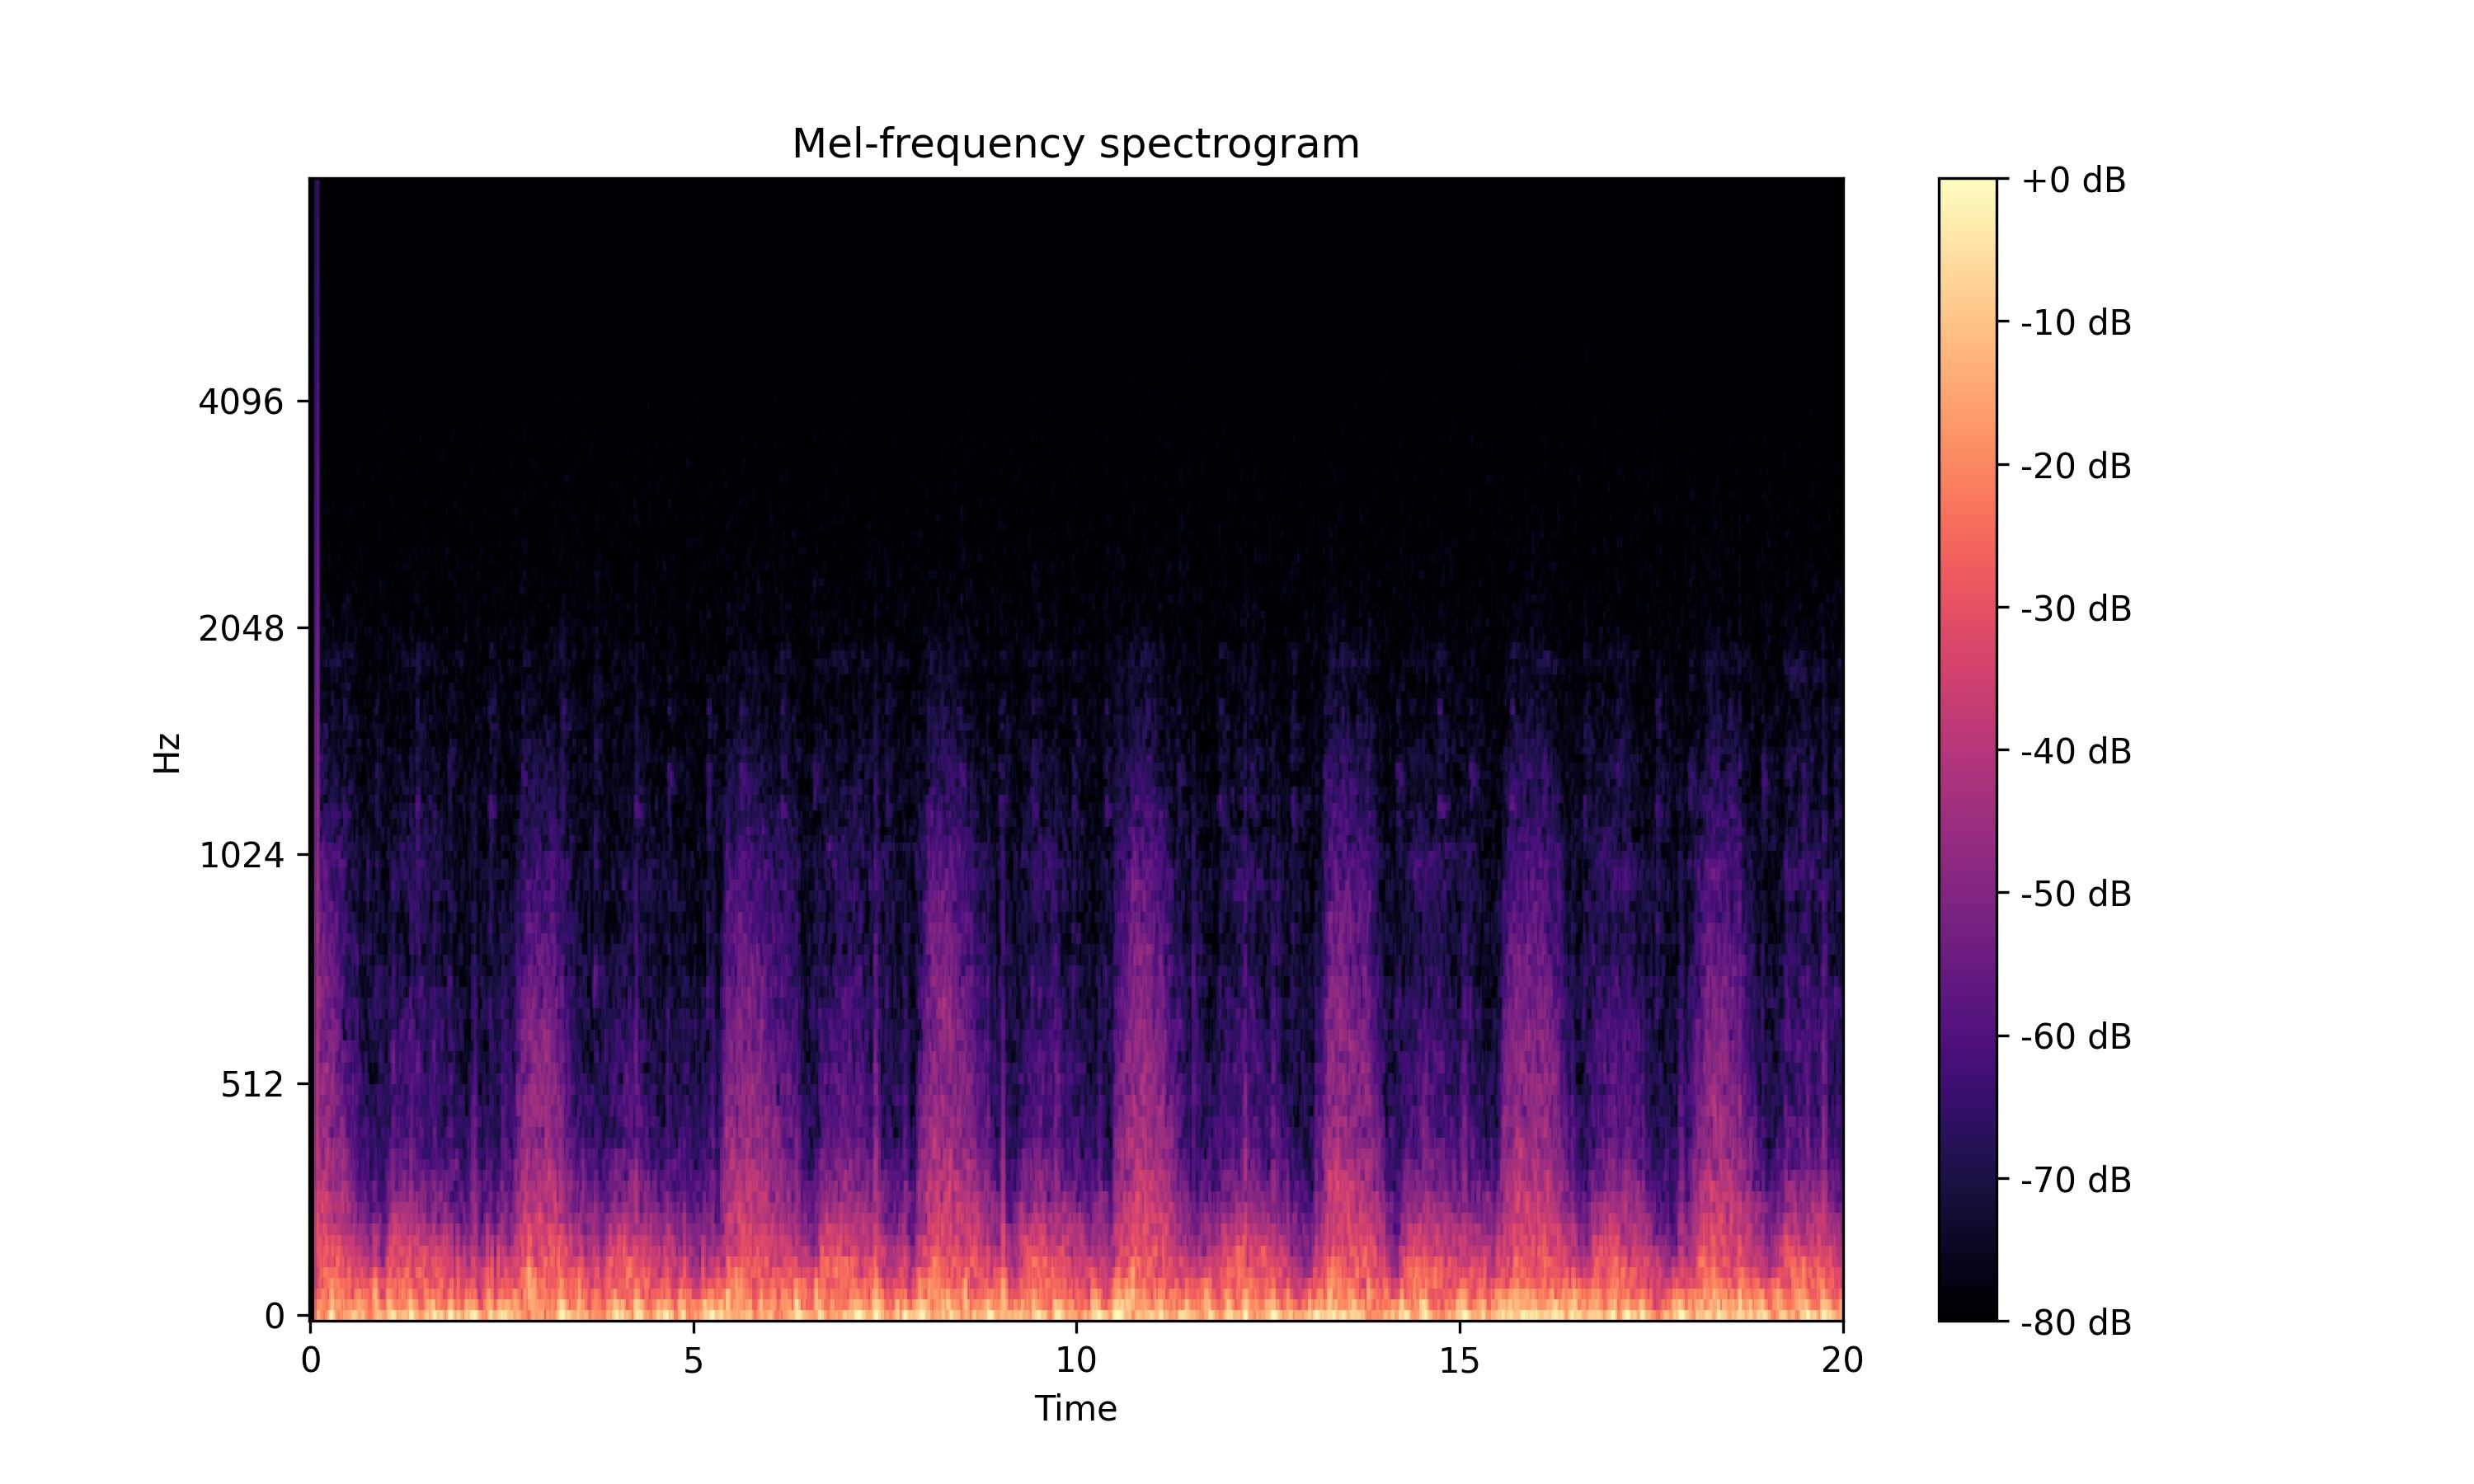 Mel-frequency spectrogram
+0 dB
-10 dB
-20 dB
-30 dB
-40 dB
-50 dB
-60 dB
-70 dB
-80 dB
4096
2048
1024
512
0
Hz
0 5 10 15 20
Time